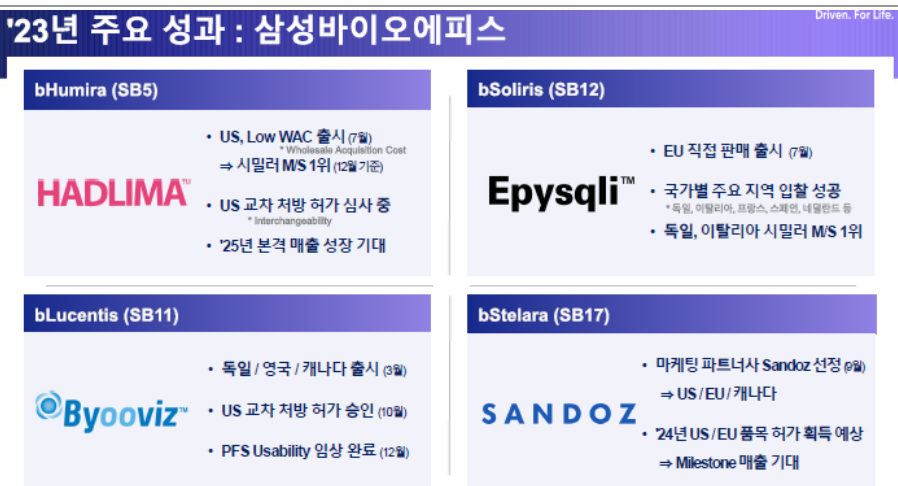 Driven. For Life.
'23년 주요 성과 : 삼성바이오에피스
bHumira (SB5)
HADLIMA™
• US, Low WAC 출시 (7월)
* Wholesale Acquisition Cost
⇒ 시밀러 M/S 1위 (12월 기준)
• US 교차 처방 허가 심사 중
* Interchangeability
• '25년 본격 매출 성장 기대
bSoliris (SB12)
Epysqli™
• EU 직접 판매 출시 (7월)
• 국가별 주요 지역 입찰 성공
* 독일, 이탈리아, 프랑스, 스페인, 네덜란드 등
• 독일, 이탈리아 시밀러 M/S 1위
bLucentis (SB11)
Byooviz™
• 독일 / 영국 / 캐나다 출시 (3월)
• US 교차 처방 허가 승인 (10월)
• PFS Usability 임상 완료 (12월)
bStelara (SB17)
SANDOZ
• 마케팅 파트너사 Sandoz 선정 (9월)
⇒ US / EU / 캐나다
• '24년 US / EU 품목 허가 획득 예상
⇒ Milestone 매출 기대